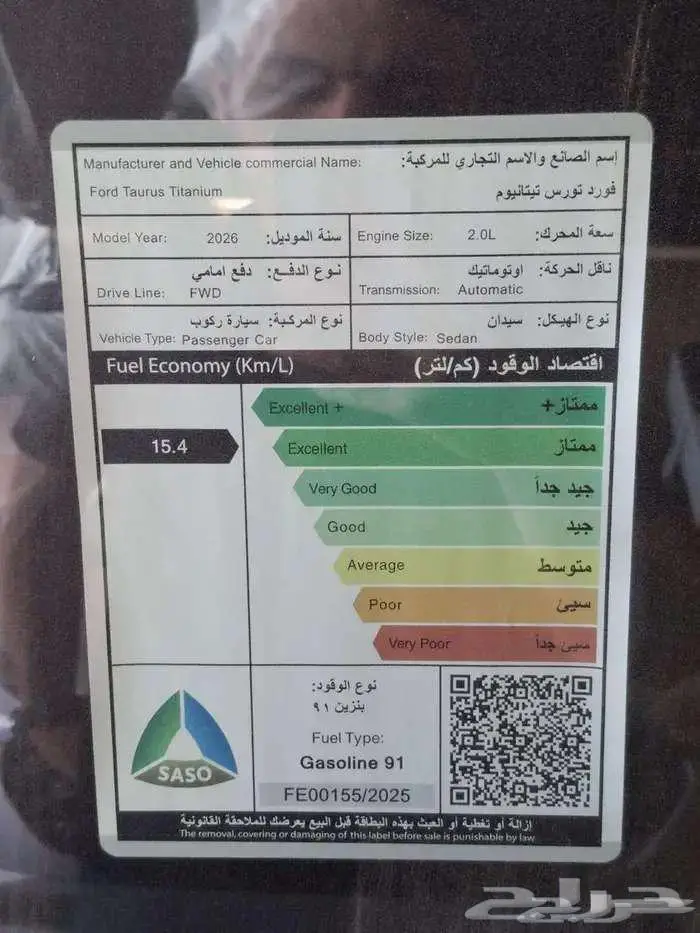 Manufacturer and Vehicle commercial Name: إسم الصانع والاسم التجاري للمركبة:
Ford Taurus Titanium فورد تورس تيتانيوم
Model Year: 2026 سنة الموديل: Engine Size: 2.0L سعة المحرك:
نوع الدفـع: دفع امامي ناقل الحركة: اوتوماتيك
Drive Line: FWD Transmission: Automatic
نوع المركبة: سيارة ركوب نوع الهيكل: سيدان
Vehicle Type: Passenger Car Body Style: Sedan
Fuel Economy (Km/L) اقتصاد الوقود (كم/لتر)
Excellent + ممتاز+
15.4 Excellent ممتاز
Very Good جيد جداً
Good جيد
Average متوسط
Poor سيئ
Very Poor سيئ جداً
نوع الوقود:
بنزين ٩١
Fuel Type:
Gasoline 91
SASO
FE00155/2025
إزالة أو تغطية أو العبث بهذه البطاقة قبل البيع يعرضك للملاحقة القانونية
The removal, covering or damaging of this label before sale is punishable by law
حراج